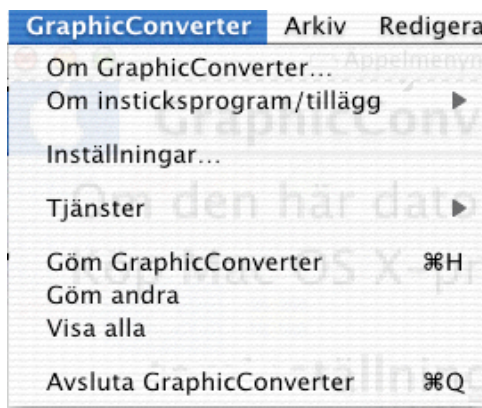 GraphicConverter Arkiv Redigera
Om GraphicConverter...
Om insticksprogram/tillägg
Inställningar...
Tjänster
Göm GraphicConverter ⌘H
Göm andra
Visa alla
Avsluta GraphicConverter ⌘Q